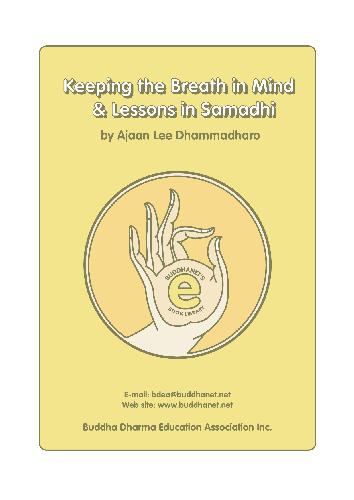 Keeping the Breath in Mind
& Lessons in Samadhi
by Ajaan Lee Dhammadharo
BUDDHANET'S
e
BOOK LIBRARY
E-mail: bdea@buddhanet.net
Web site: www.buddhanet.net
Buddha Dharma Education Association Inc.